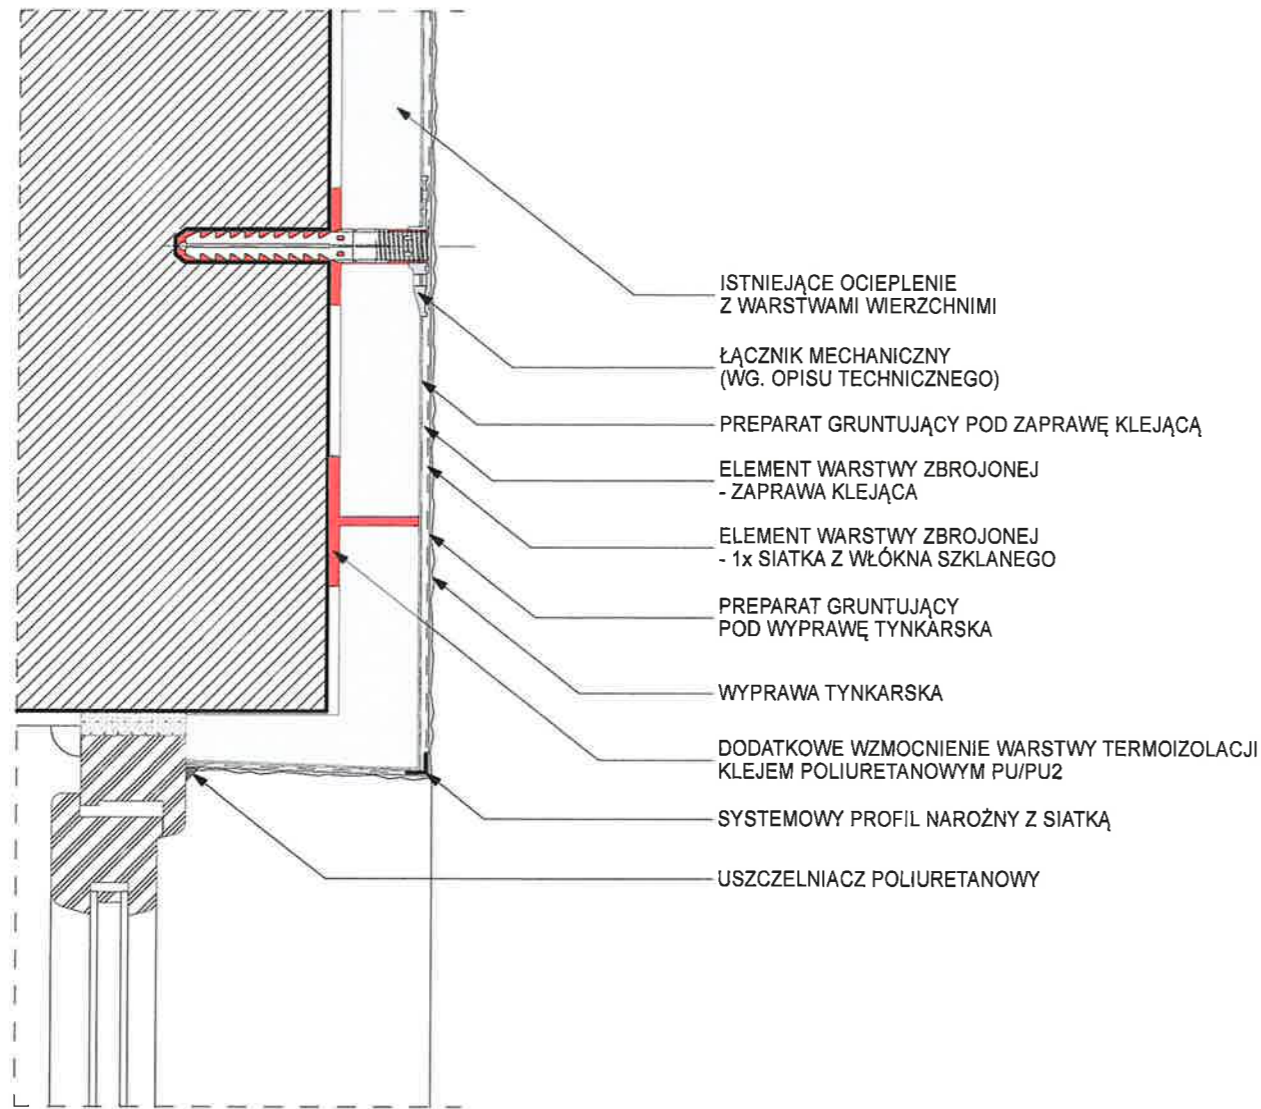 ISTNIEJĄCE OCIEPLENIE
Z WARSTWAMI WIERZCHNIMI
ŁĄCZNIK MECHANICZNY
(WG. OPISU TECHNICZNEGO)
PREPARAT GRUNTUJĄCY POD ZAPRAWĘ KLEJĄCĄ
ELEMENT WARSTWY ZBROJONEJ
- ZAPRAWA KLEJĄCA
ELEMENT WARSTWY ZBROJONEJ
- 1x SIATKA Z WŁÓKNA SZKLANEGO
PREPARAT GRUNTUJĄCY
POD WYPRAWĘ TYNKARSKA
WYPRAWA TYNKARSKA
DODATKOWE WZMOCNIENIE WARSTWY TERMOIZOLACJI
KLEJEM POLIURETANOWYM PU/PU2
SYSTEMOWY PROFIL NAROŻNY Z SIATKĄ
USZCZELNIACZ POLIURETANOWY